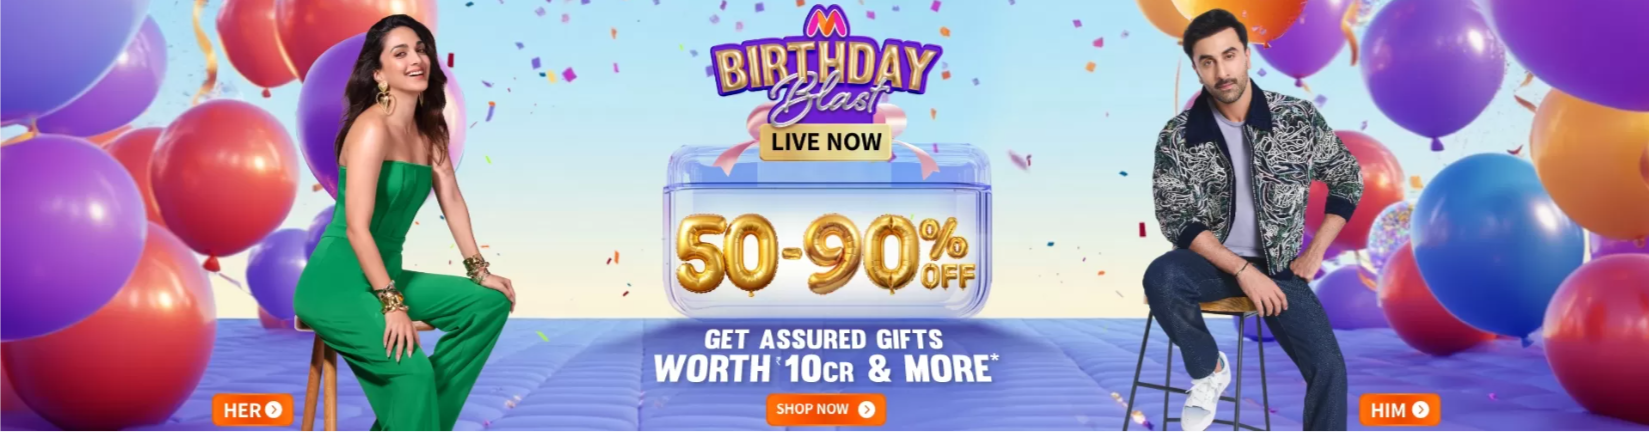 BIRTHDAY
Blast
LIVE NOW
50-90% OFF
GET ASSURED GIFTS
WORTH ₹10CR & MORE*
HER
SHOP NOW
HIM